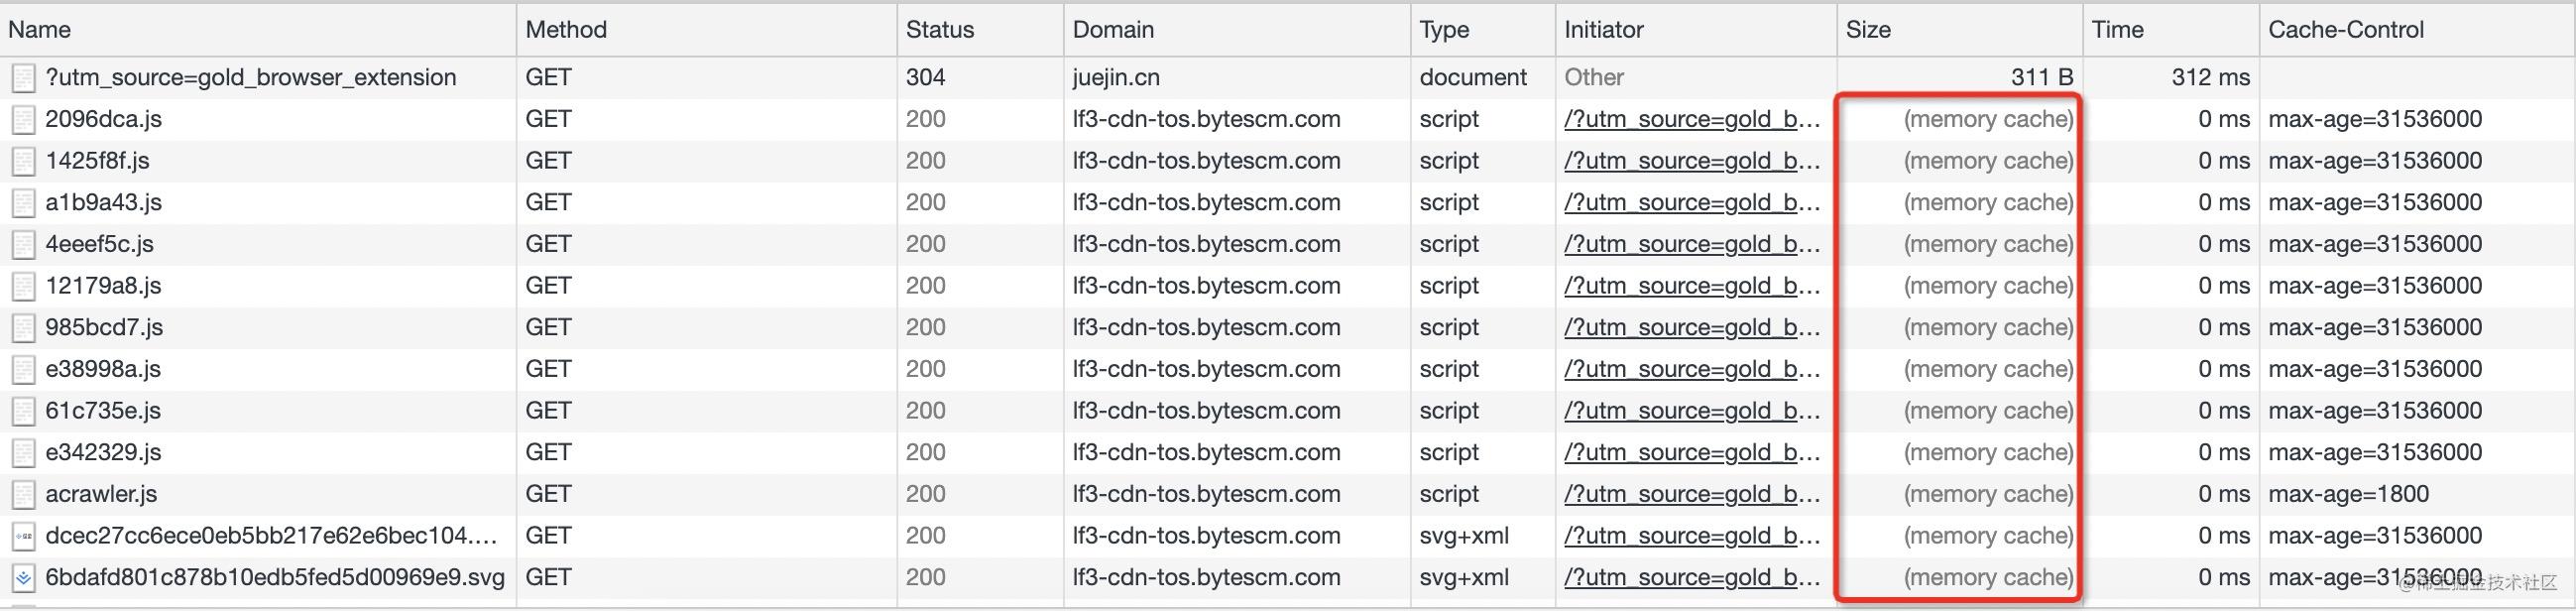 Name Method Status Domain Type Initiator Size Time Cache-Control
?utm_source=gold_browser_extension GET 304 juejin.cn document Other 311 B 312 ms
2096dca.js GET 200 lf3-cdn-tos.bytescm.com script /?utm_source=gold_b... (memory cache) 0 ms max-age=31536000
1425f8f.js GET 200 lf3-cdn-tos.bytescm.com script /?utm_source=gold_b... (memory cache) 0 ms max-age=31536000
a1b9a43.js GET 200 lf3-cdn-tos.bytescm.com script /?utm_source=gold_b... (memory cache) 0 ms max-age=31536000
4eeef5c.js GET 200 lf3-cdn-tos.bytescm.com script /?utm_source=gold_b... (memory cache) 0 ms max-age=31536000
12179a8.js GET 200 lf3-cdn-tos.bytescm.com script /?utm_source=gold_b... (memory cache) 0 ms max-age=31536000
985bcd7.js GET 200 lf3-cdn-tos.bytescm.com script /?utm_source=gold_b... (memory cache) 0 ms max-age=31536000
e38998a.js GET 200 lf3-cdn-tos.bytescm.com script /?utm_source=gold_b... (memory cache) 0 ms max-age=31536000
61c735e.js GET 200 lf3-cdn-tos.bytescm.com script /?utm_source=gold_b... (memory cache) 0 ms max-age=31536000
e342329.js GET 200 lf3-cdn-tos.bytescm.com script /?utm_source=gold_b... (memory cache) 0 ms max-age=31536000
acrawler.js GET 200 lf3-cdn-tos.bytescm.com script /?utm_source=gold_b... (memory cache) 0 ms max-age=1800
dcec27cc6ece0eb5bb217e62e6bec104.... GET 200 lf3-cdn-tos.bytescm.com svg+xml /?utm_source=gold_b... (memory cache) 0 ms max-age=31536000
6bdafd801c878b10edb5fed5d00969e9.svg GET 200 lf3-cdn-tos.bytescm.com svg+xml /?utm_source=gold_b... (memory cache) 0 ms max-age=31536000
@稀土掘金技术社区